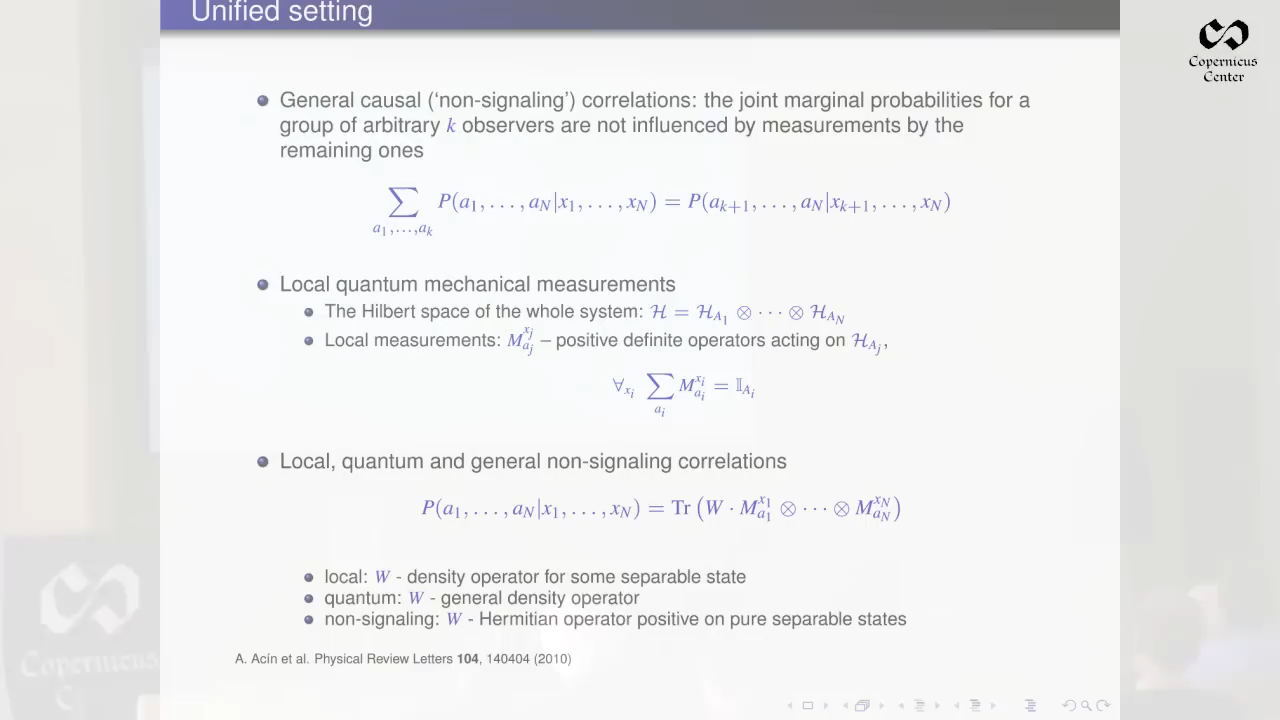 Unified setting
Copernicus
Center
General causal (‘non-signaling’) correlations: the joint marginal probabilities for a
group of arbitrary k observers are not influenced by measurements by the
remaining ones
∑_{a_1,...,a_k} P(a_1, . . . , a_N|x_1, . . . , x_N) = P(a_{k+1}, . . . , a_N|x_{k+1}, . . . , x_N)
Local quantum mechanical measurements
The Hilbert space of the whole system: ℋ = ℋ_{A_1} ⊗ · · · ⊗ ℋ_{A_N}
Local measurements: M_{a_j}^{x_j} – positive definite operators acting on ℋ_{A_j},
∀_{x_i} ∑_{a_i} M_{a_i}^{x_i} = 𝕀_{A_i}
Local, quantum and general non-signaling correlations
P(a_1, . . . , a_N|x_1, . . . , x_N) = Tr (W · M_{a_1}^{x_1} ⊗ · · · ⊗ M_{a_N}^{x_N})
local: W - density operator for some separable state
quantum: W - general density operator
non-signaling: W - Hermitian operator positive on pure separable states
A. Acín et al. Physical Review Letters 104, 140404 (2010)
Copernicus